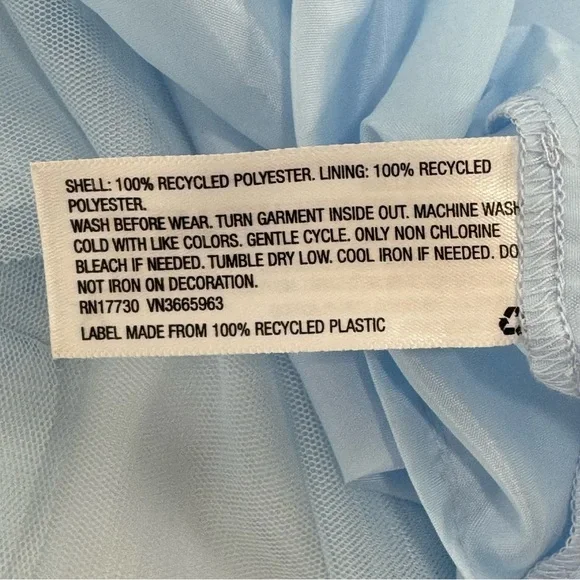 SHELL: 100% RECYCLED POLYESTER. LINING: 100% RECYCLED
POLYESTER.
WASH BEFORE WEAR. TURN GARMENT INSIDE OUT. MACHINE WASH
COLD WITH LIKE COLORS. GENTLE CYCLE. ONLY NON CHLORINE
BLEACH IF NEEDED. TUMBLE DRY LOW. COOL IRON IF NEEDED. DO
NOT IRON ON DECORATION.
RN17730 VN3665963
LABEL MADE FROM 100% RECYCLED PLASTIC